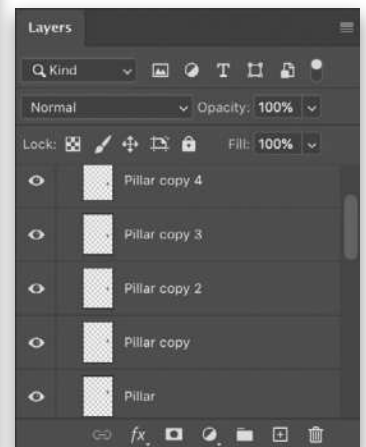 Layers
Kind
Normal Opacity: 100%
Lock: Fill: 100%
Pillar copy 4
Pillar copy 3
Pillar copy 2
Pillar copy
Pillar
fx